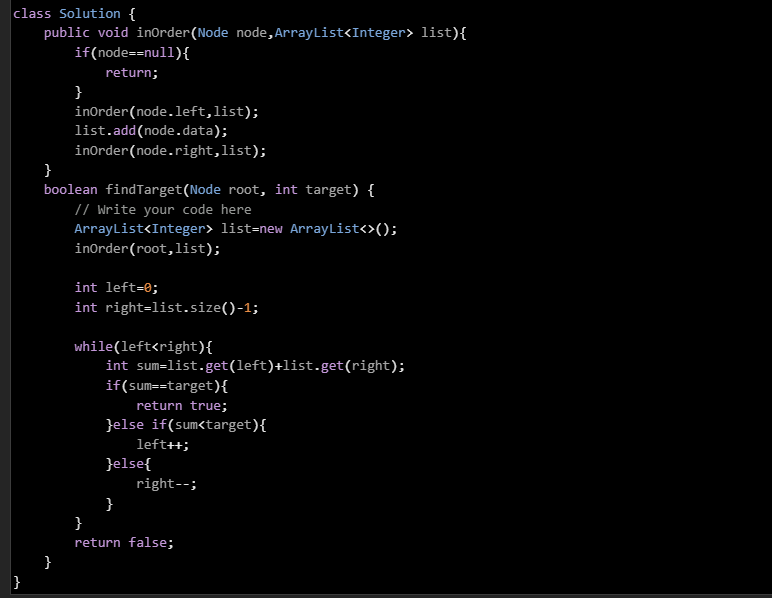 class Solution {
    public void inOrder(Node node,ArrayList<Integer> list){
        if(node==null){
            return;
        }
        inOrder(node.left,list);
        list.add(node.data);
        inOrder(node.right,list);
    }
    boolean findTarget(Node root, int target) {
        // Write your code here
        ArrayList<Integer> list=new ArrayList<>();
        inOrder(root,list);

        int left=0;
        int right=list.size()-1;

        while(left<right){
            int sum=list.get(left)+list.get(right);
            if(sum==target){
                return true;
            }else if(sum<target){
                left++;
            }else{
                right--;
            }
        }
        return false;
    }
}